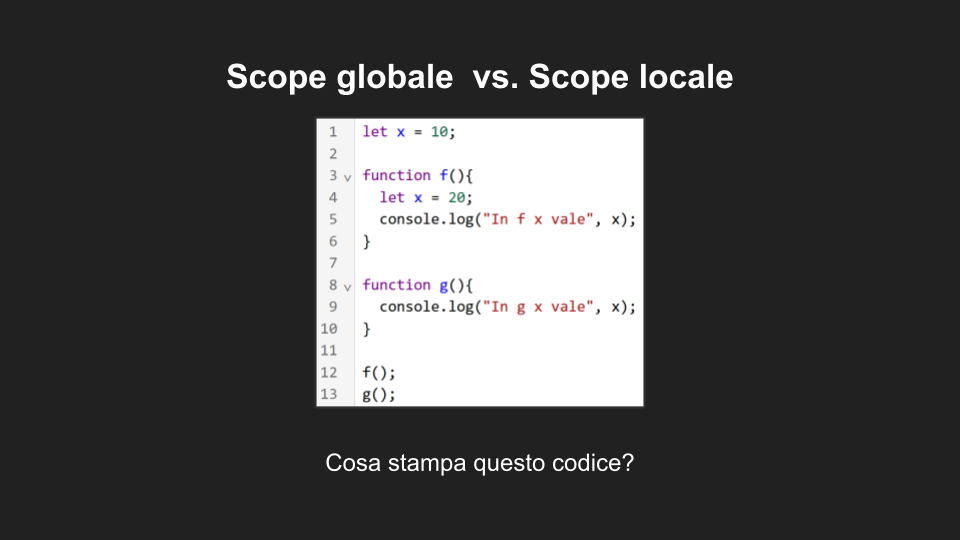 Scope globale  vs. Scope locale
1 let x = 10;
2
3 v function f(){
4 let x = 20;
5 console.log("In f x vale", x);
6 }
7
8 v function g(){
9 console.log("In g x vale", x);
10 }
11
12 f();
13 g();
Cosa stampa questo codice?